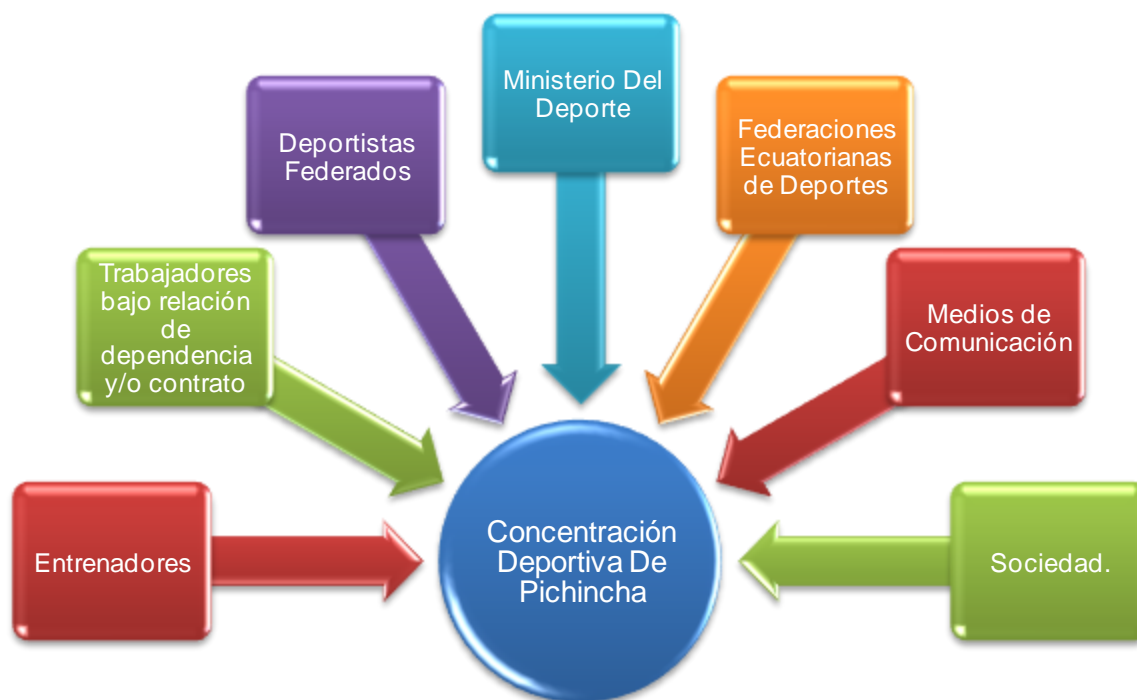 Ministerio Del
Deporte
Deportistas
Federados
Federaciones
Ecuatorianas
de Deportes
Trabajadores
bajo relación
de
dependencia
y/o contrato
Medios de
Comunicación
Entrenadores
Concentración
Deportiva De
Pichincha
Sociedad.